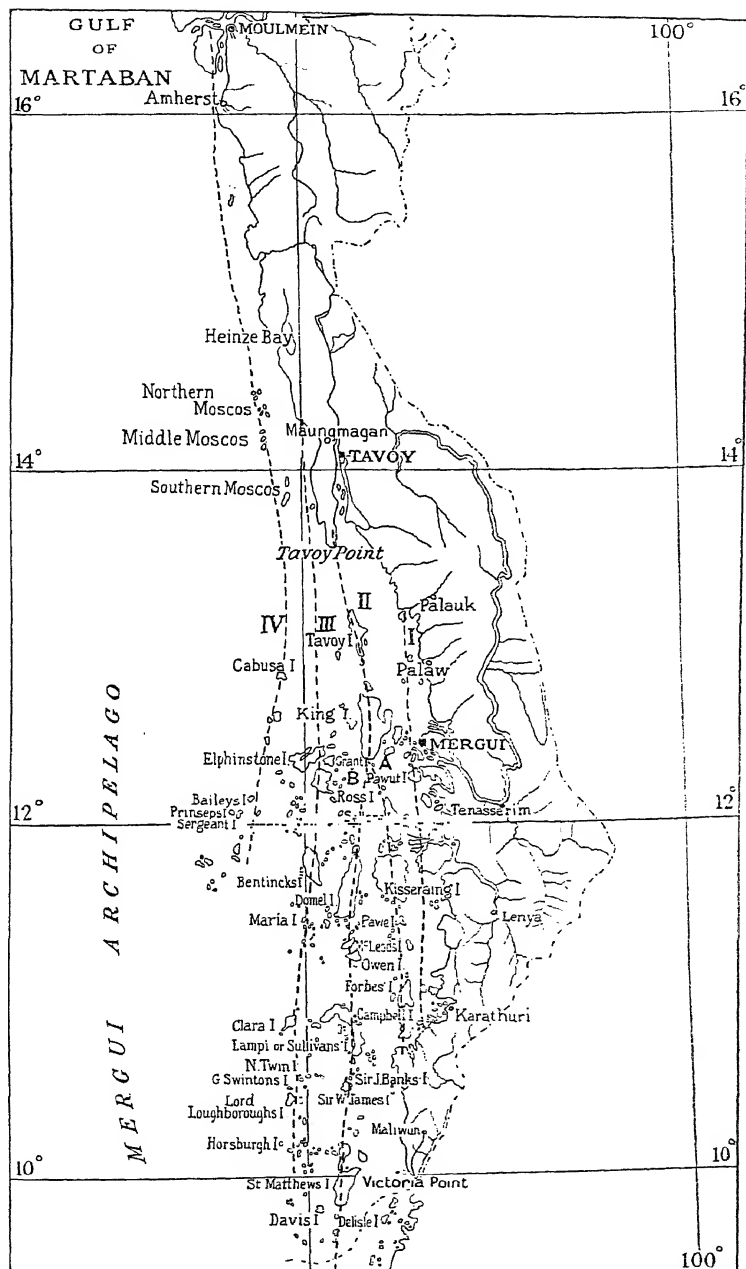 GULF
OF
MARTABAN
MOULMEIN
100°
Amherst
16°
16°
Heinze Bay
Northern
Moscos
Middle Moscos
Maungmagan
TAVOY
14°
14°
Southern Moscos
Tavoy Point
II
Palauk
IV
III
I
Tavoy I
Cabusa I
Palaw
MERGUI ARCHIPELAGO
King I
C
MERGUI
Elphinstone I
Grant I
A
B
Pawut I
Baileys I
Ross I
Prinseps I
Tenasserim
12°
12°
Sergeant I
Bentincks I
Kisseraing I
Domel I
Lenya
Maria I
Pawe I
Lesas I
Owen I
Forbes I
Campbell I
Karathuri
Clara I
Lampi or Sullivans I
N. Twin I
G Swintons I
Sir J. Banks I
Lord
Loughboroughs I
Sir W James I
Maliwun
Horsburgh I
10°
10°
St Matthews I
Victoria Point
Davis I
Delisle I
100°